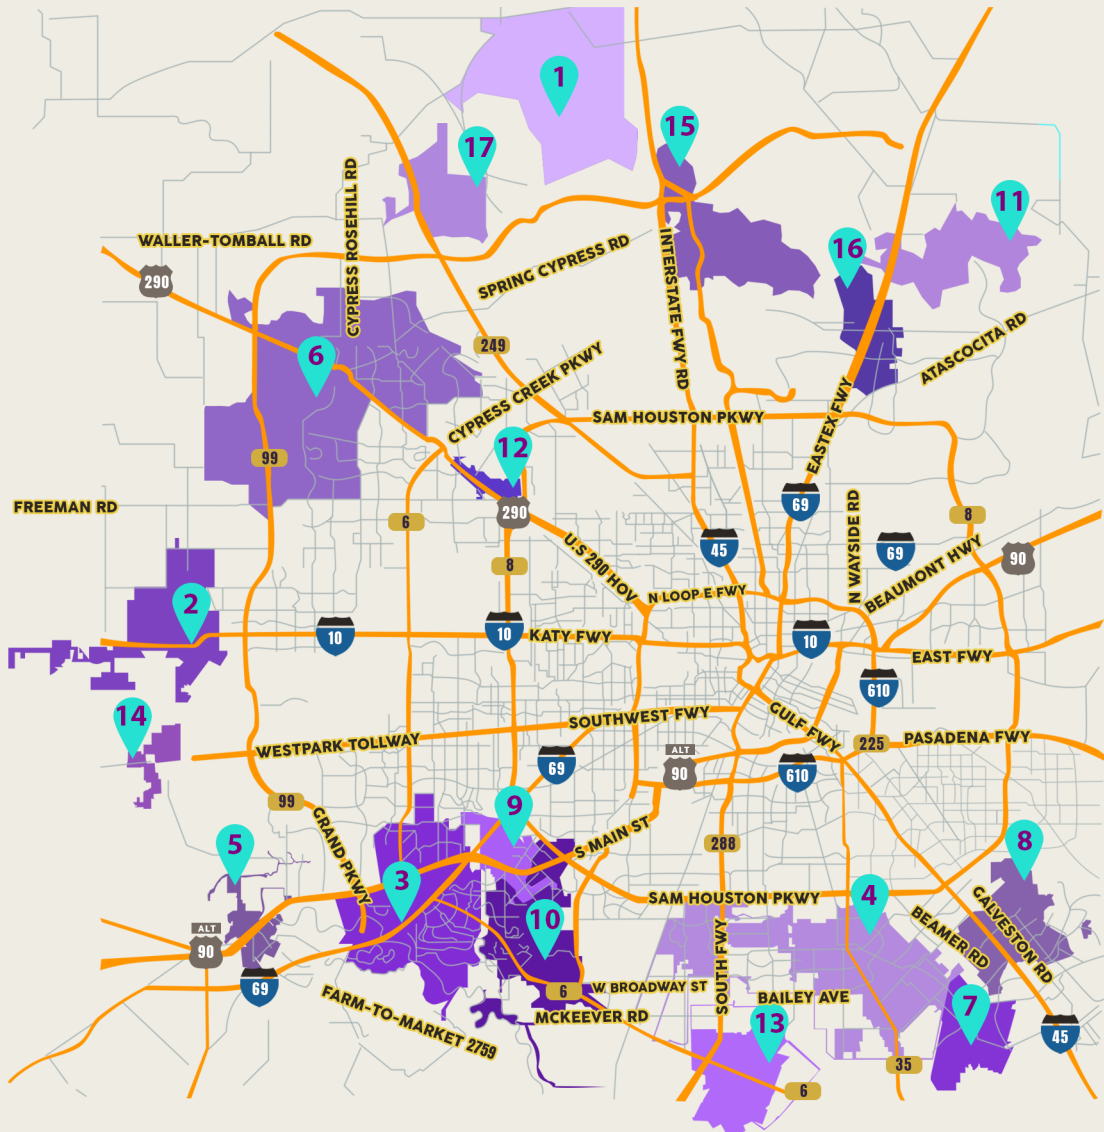 1
15
17
CYPRESS ROSEHILL RD
11
WALLER-TOMBALL RD
16
SPRING CYPRESS RD
290
INTERSTATE FWY RD
ATASCOCITA RD
249
6
CYPRESS CREEK PKWY
EASTEX FWY
SAM HOUSTON PKWY
12
99
69
FREEMAN RD
6
290
N WAYSIDE RD
8
45
69
BEAUMONT HWY
90
U.S 290 HOV
8
2
N LOOP E FWY
10
10
KATY FWY
10
EAST FWY
610
14
SOUTHWEST FWY
GULF FWY
WESTPARK TOLLWAY
225
PASADENA FWY
69
ALT
90
610
99
9
GRAND PKWY
S MAIN ST
5
288
8
3
SAM HOUSTON PKWY
4
10
GALVESTON RD
BEAMER RD
ALT
90
SOUTH FWY
69
6
W BROADWAY ST
BAILEY AVE
7
FARM-TO-MARKET 2759
MCKEEVER RD
13
45
35
6